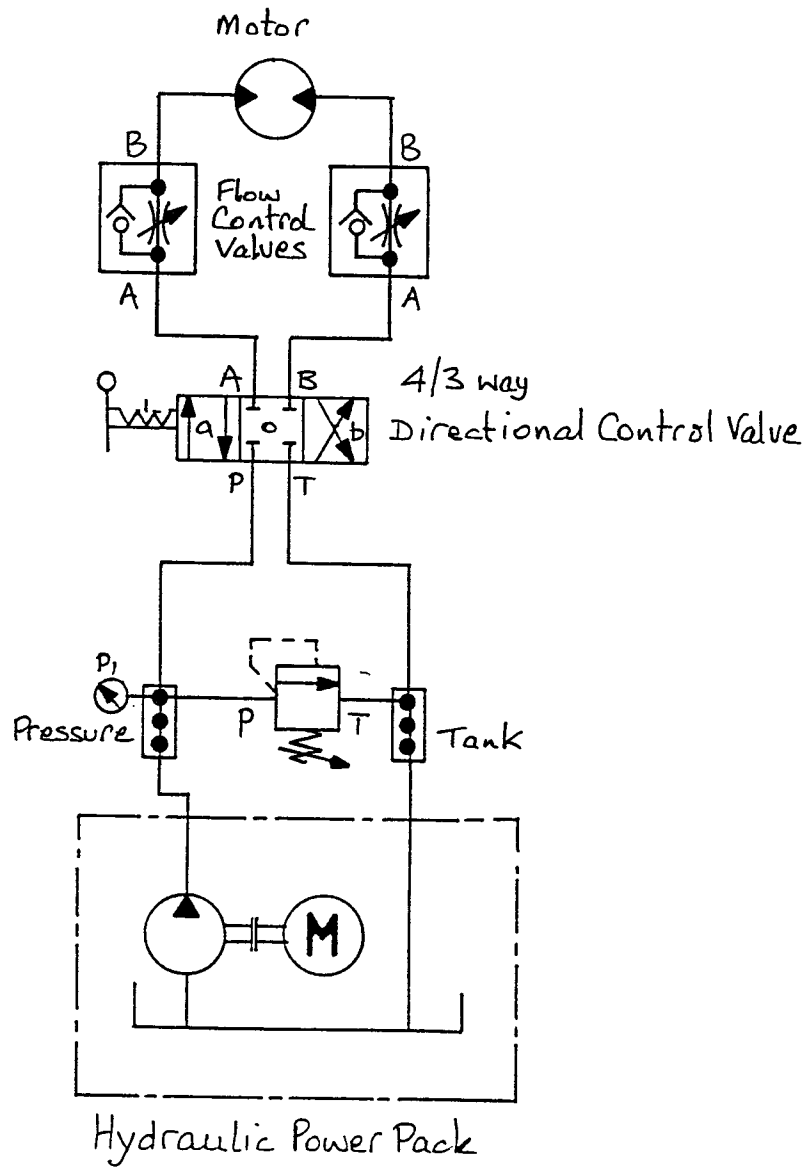 Motor
B
B
Flow
Control
Valves
A
A
A
B
4/3 way
a
o
b
Directional Control Valve
P
T
P1
P
T
Pressure
Tank
M
Hydraulic Power Pack